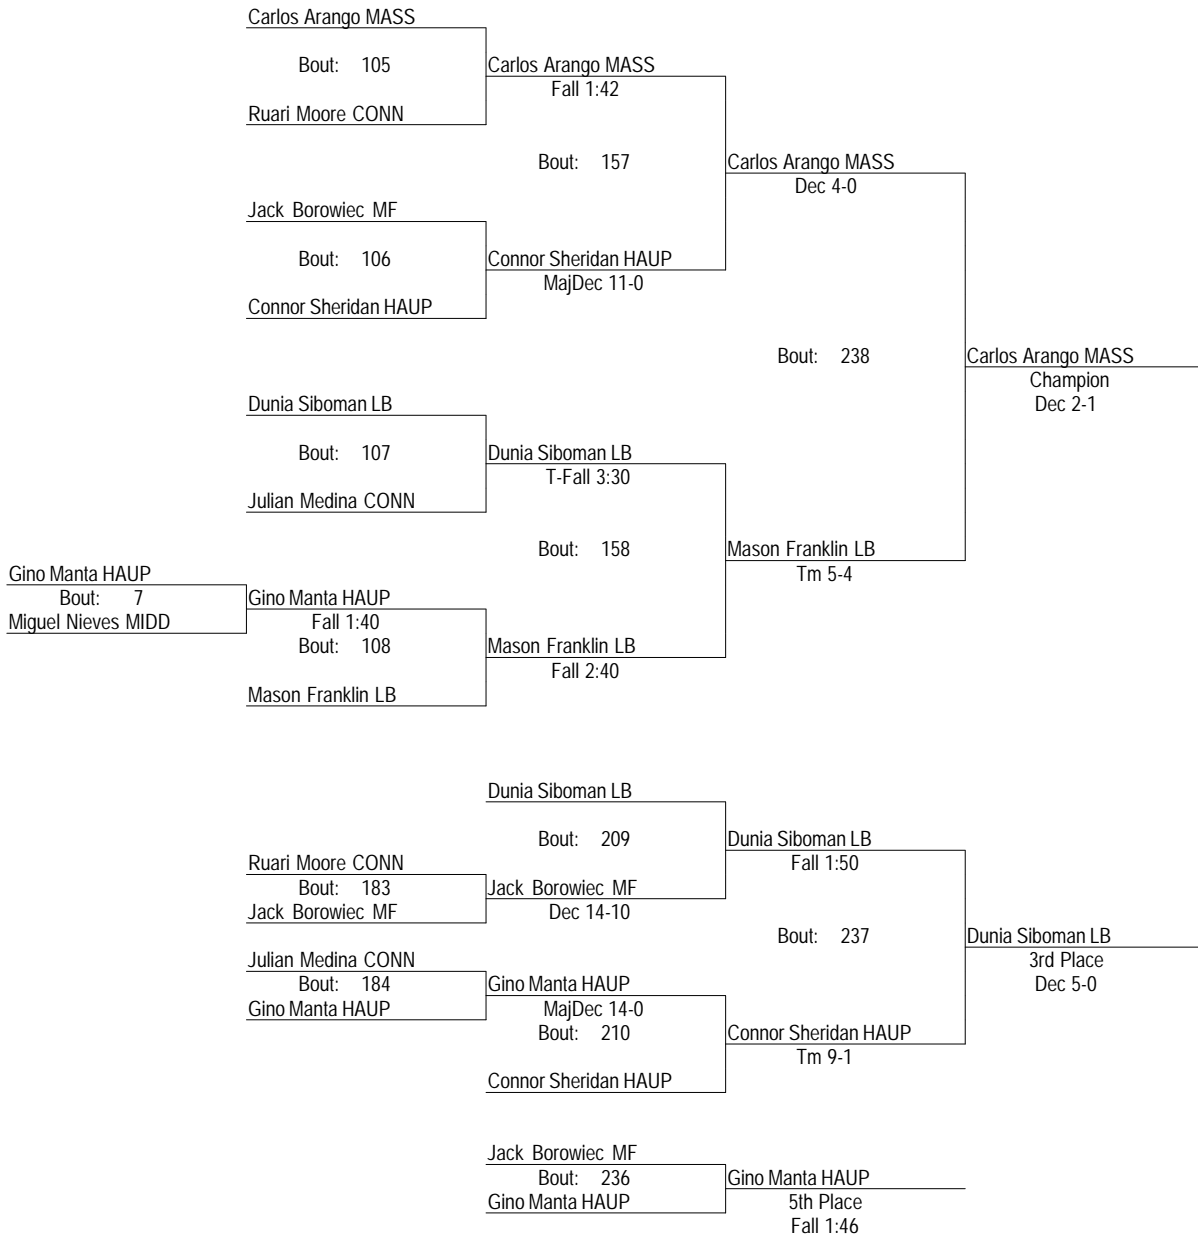 Carlos Arango MASS
Bout: 105
Carlos Arango MASS
Fall 1:42
Ruari Moore CONN
Bout: 157
Carlos Arango MASS
Dec 4-0
Jack Borowiec MF
Bout: 106
Connor Sheridan HAUP
MajDec 11-0
Connor Sheridan HAUP
Bout: 238
Carlos Arango MASS
Champion
Dec 2-1
Dunia Siboman LB
Bout: 107
Dunia Siboman LB
T-Fall 3:30
Julian Medina CONN
Bout: 158
Mason Franklin LB
Tm 5-4
Gino Manta HAUP
Bout: 7
Miguel Nieves MIDD
Gino Manta HAUP
Fall 1:40
Bout: 108
Mason Franklin LB
Fall 2:40
Mason Franklin LB
Dunia Siboman LB
Bout: 209
Dunia Siboman LB
Fall 1:50
Ruari Moore CONN
Bout: 183
Jack Borowiec MF
Jack Borowiec MF
Dec 14-10
Bout: 237
Dunia Siboman LB
3rd Place
Dec 5-0
Julian Medina CONN
Bout: 184
Gino Manta HAUP
Gino Manta HAUP
MajDec 14-0
Bout: 210
Connor Sheridan HAUP
Tm 9-1
Connor Sheridan HAUP
Jack Borowiec MF
Bout: 236
Gino Manta HAUP
Gino Manta HAUP
5th Place
Fall 1:46